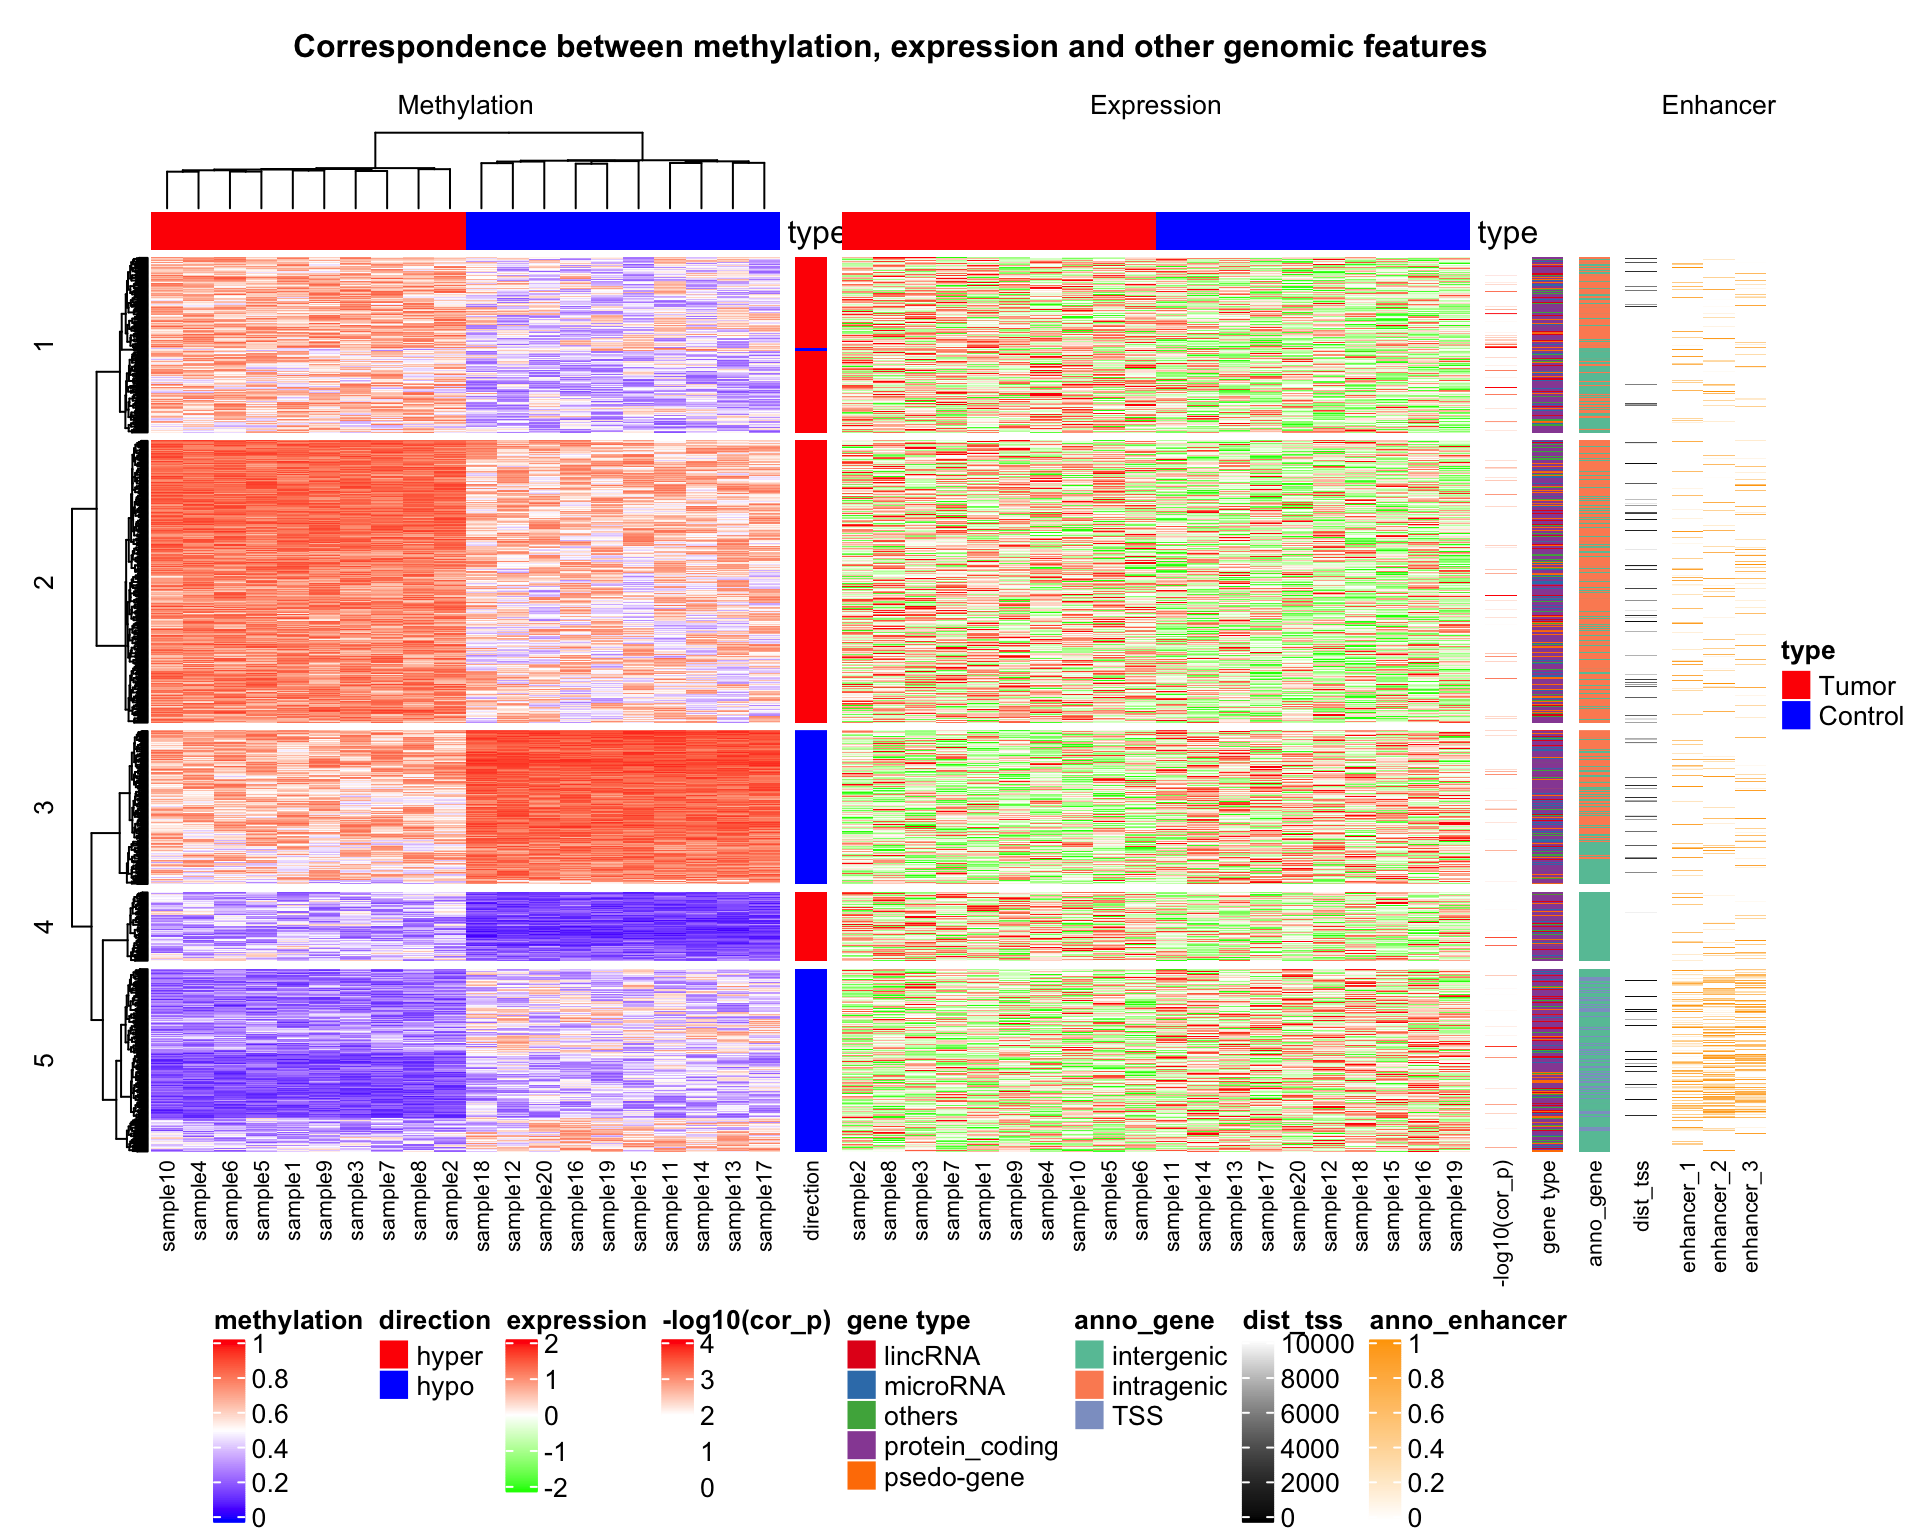 Correspondence between methylation, expression and other genomic features
Methylation
Expression
Enhancer
type
type
1
2
3
4
5
type
Tumor
Control
sample10
sample4
sample6
sample5
sample1
sample9
sample3
sample7
sample8
sample2
sample18
sample12
sample20
sample16
sample19
sample15
sample11
sample14
sample13
sample17
direction
sample2
sample8
sample3
sample7
sample1
sample9
sample4
sample10
sample5
sample6
sample11
sample14
sample13
sample17
sample20
sample12
sample18
sample15
sample16
sample19
-log10(cor_p)
gene type
anno_gene
dist_tss
enhancer_1
enhancer_2
enhancer_3
methylation
1
0.8
0.6
0.4
0.2
0
direction
hyper
hypo
expression
2
1
0
-1
-2
-log10(cor_p)
4
3
2
1
0
gene type
lincRNA
microRNA
others
protein_coding
psedo-gene
anno_gene
intergenic
intragenic
TSS
dist_tss
10000
8000
6000
4000
2000
0
anno_enhancer
1
0.8
0.6
0.4
0.2
0